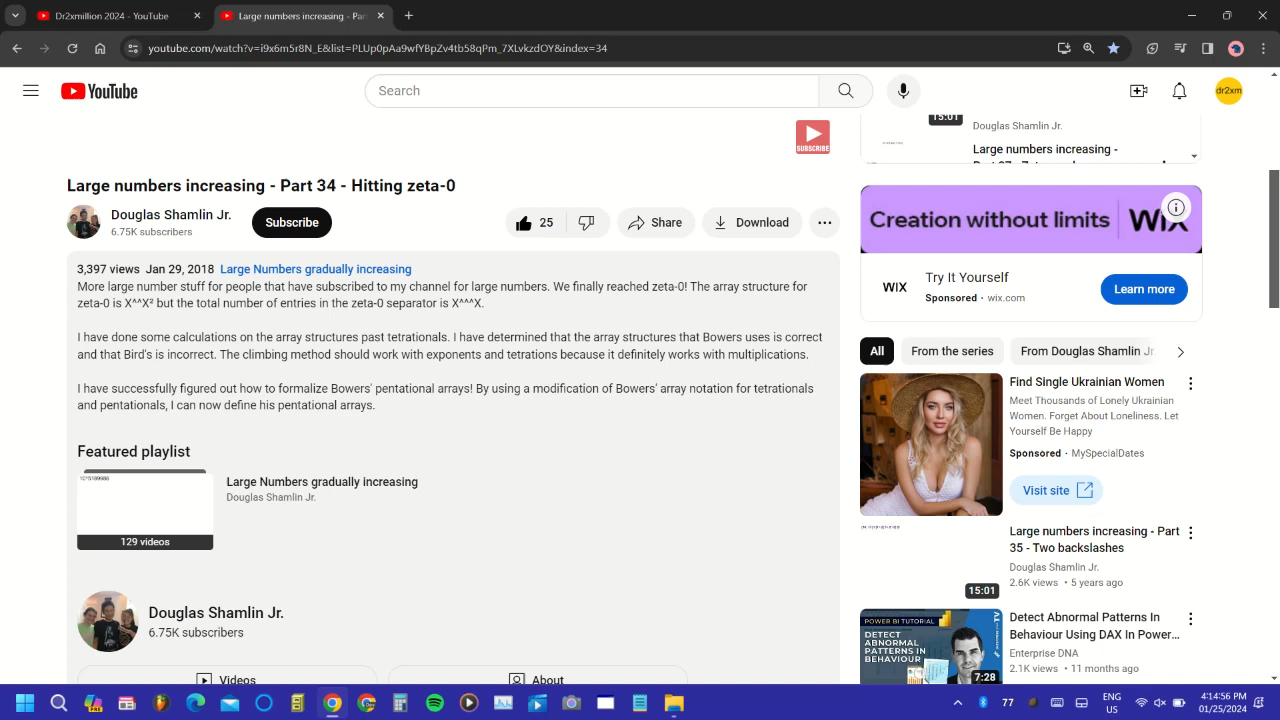 Dr2xmillion 2024 - YouTube
Large numbers increasing - Par
youtube.com/watch?v=i9x6m5r8N_E&list=PLUp0pAa9wfYBpZv4tb58qPm_7XLvkzdOY&index=34
YouTube
Search
dr2xm
SUBSCRIBE
Large numbers increasing - Part 34 - Hitting zeta-0
Douglas Shamlin Jr.
6.75K subscribers
Subscribe
25
Share
Download
3,397 views Jan 29, 2018 Large Numbers gradually increasing
More large number stuff for people that have subscribed to my channel for large numbers. We finally reached zeta-0! The array structure for
zeta-0 is X^^X² but the total number of entries in the zeta-0 separator is X^^^X.
I have done some calculations on the array structures past tetrationals. I have determined that the array structures that Bowers uses is correct
and that Bird's is incorrect. The climbing method should work with exponents and tetrations because it definitely works with multiplications.
I have successfully figured out how to formalize Bowers' pentational arrays! By using a modification of Bowers' array notation for tetrationals
and pentationals, I can now define his pentational arrays.
Featured playlist
129 videos
Large Numbers gradually increasing
Douglas Shamlin Jr.
Douglas Shamlin Jr.
6.75K subscribers
Videos
About
15:01
Douglas Shamlin Jr.
Large numbers increasing -
Creation without limits
WIX
WIX
Try It Yourself
Sponsored · wix.com
Learn more
All
From the series
From Douglas Shamlin Jr
Find Single Ukrainian Women
Meet Thousands of Lonely Ukrainian
Women. Forget About Loneliness. Let
Yourself Be Happy
Sponsored · MySpecialDates
Visit site
15:01
Large numbers increasing - Part
35 - Two backslashes
Douglas Shamlin Jr.
2.6K views • 5 years ago
POWER BI TUTORIAL
DETECT
ABNORMAL
PATTERNS IN
BEHAVIOUR
7:28
Detect Abnormal Patterns In
Behaviour Using DAX In Power...
Enterprise DNA
2.1K views • 11 months ago
PRE
77
ENG
US
4:14:56 PM
01/25/2024